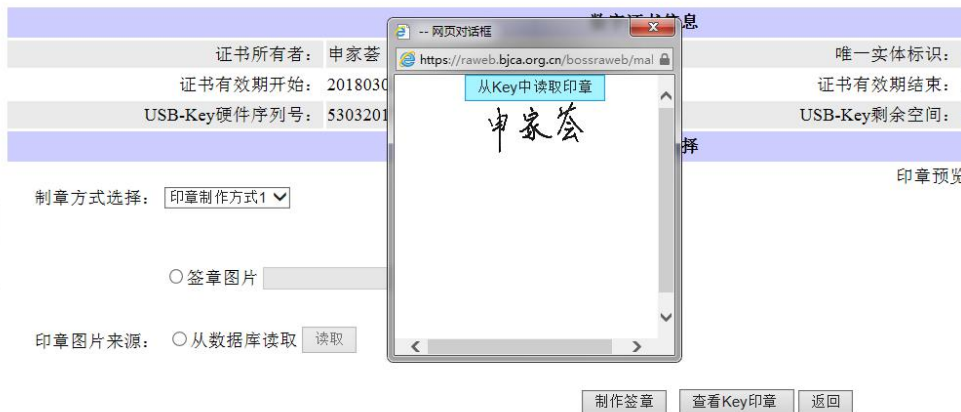 数字证书信息
-- 网页对话框
https://raweb.bjca.org.cn/bossraweb/mal
从Key中读取印章
申家荟
证书所有者： 申家荟
唯一实体标识：
证书有效期开始： 2018030
证书有效期结束：
USB-Key硬件序列号： 5303201
USB-Key剩余空间：
择
印章预览
制章方式选择： 印章制作方式1
签章图片
印章图片来源： 从数据库读取 读取
制作签章 查看Key印章 返回